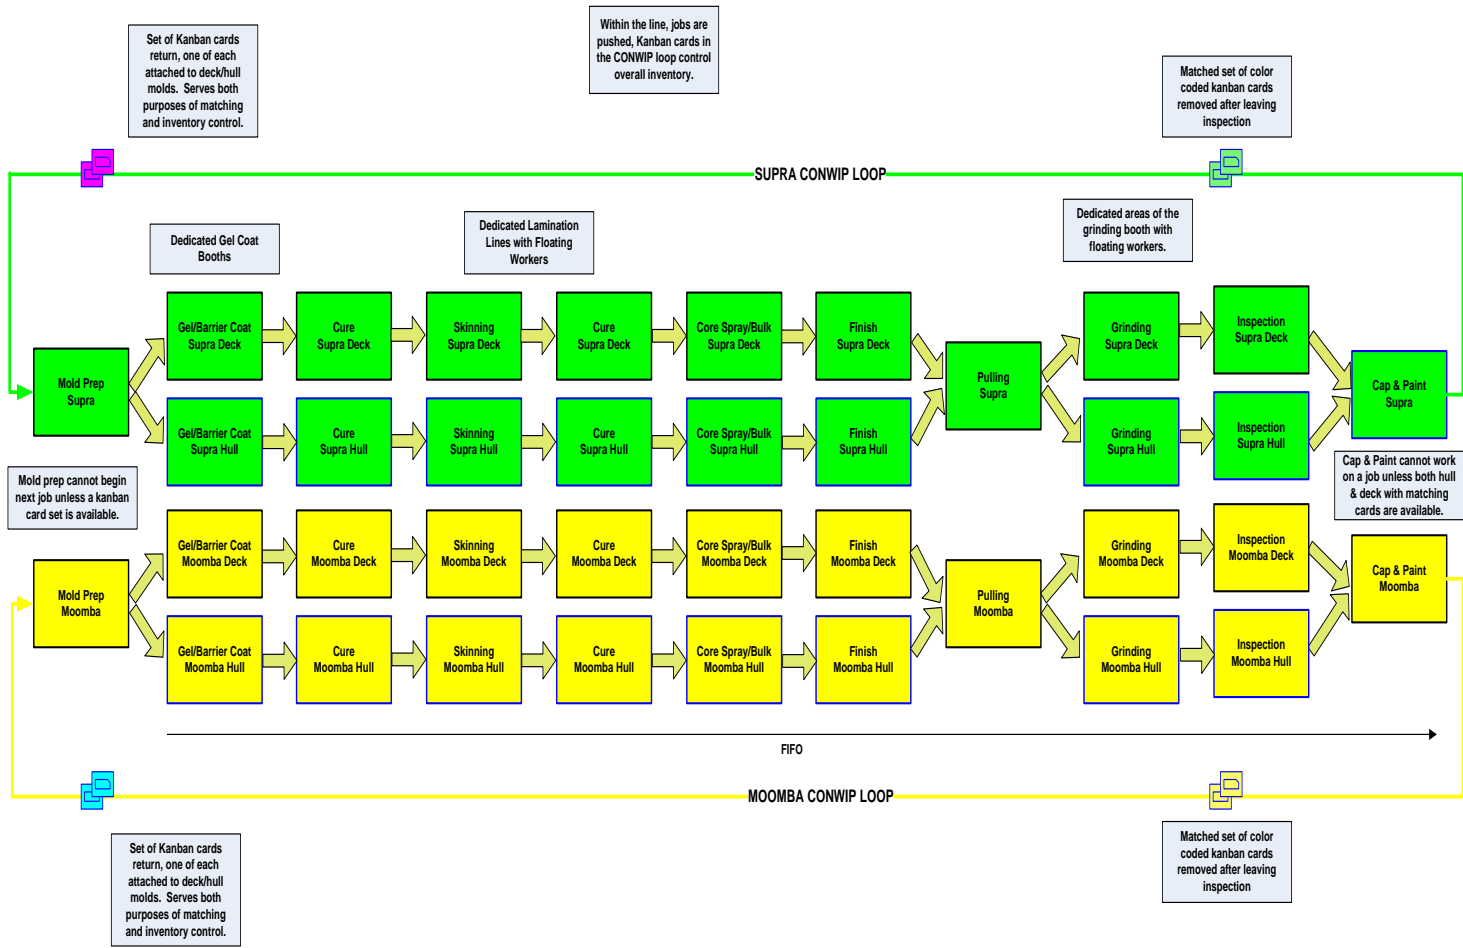 Within the line, jobs are
pushed, Kanban cards in
the CONWIP loop control
overall inventory.
Set of Kanban cards
return, one of each
attached to deck/hull
molds. Serves both
purposes of matching
and inventory control.
Matched set of color
coded kanban cards
removed after leaving
inspection
SUPRA CONWIP LOOP
Dedicated Gel Coat
Booths
Dedicated Lamination
Lines with Floating
Workers
Dedicated areas of the
grinding booth with
floating workers.
Mold Prep
Supra
Gel/Barrier Coat
Supra Deck
Cure
Supra Deck
Skinning
Supra Deck
Cure
Supra Deck
Core Spray/Bulk
Supra Deck
Finish
Supra Deck
Pulling
Supra
Grinding
Supra Deck
Inspection
Supra Deck
Cap & Paint
Supra
Gel/Barrier Coat
Supra Hull
Cure
Supra Hull
Skinning
Supra Hull
Cure
Supra Hull
Core Spray/Bulk
Supra Hull
Finish
Supra Hull
Grinding
Supra Hull
Inspection
Supra Hull
Mold prep cannot begin
next job unless a kanban
card set is available.
Cap & Paint cannot work
on a job unless both hull
& deck with matching
cards are available.
Mold Prep
Moomba
Gel/Barrier Coat
Moomba Deck
Cure
Moomba Deck
Skinning
Moomba Deck
Cure
Moomba Deck
Core Spray/Bulk
Moomba Deck
Finish
Moomba Deck
Pulling
Moomba
Grinding
Moomba Deck
Inspection
Moomba Deck
Cap & Paint
Moomba
Gel/Barrier Coat
Moomba Hull
Cure
Moomba Hull
Skinning
Moomba Hull
Cure
Moomba Hull
Core Spray/Bulk
Moomba Hull
Finish
Moomba Hull
Grinding
Moomba Hull
Inspection
Moomba Hull
FIFO
MOOMBA CONWIP LOOP
Set of Kanban cards
return, one of each
attached to deck/hull
molds. Serves both
purposes of matching
and inventory control.
Matched set of color
coded kanban cards
removed after leaving
inspection